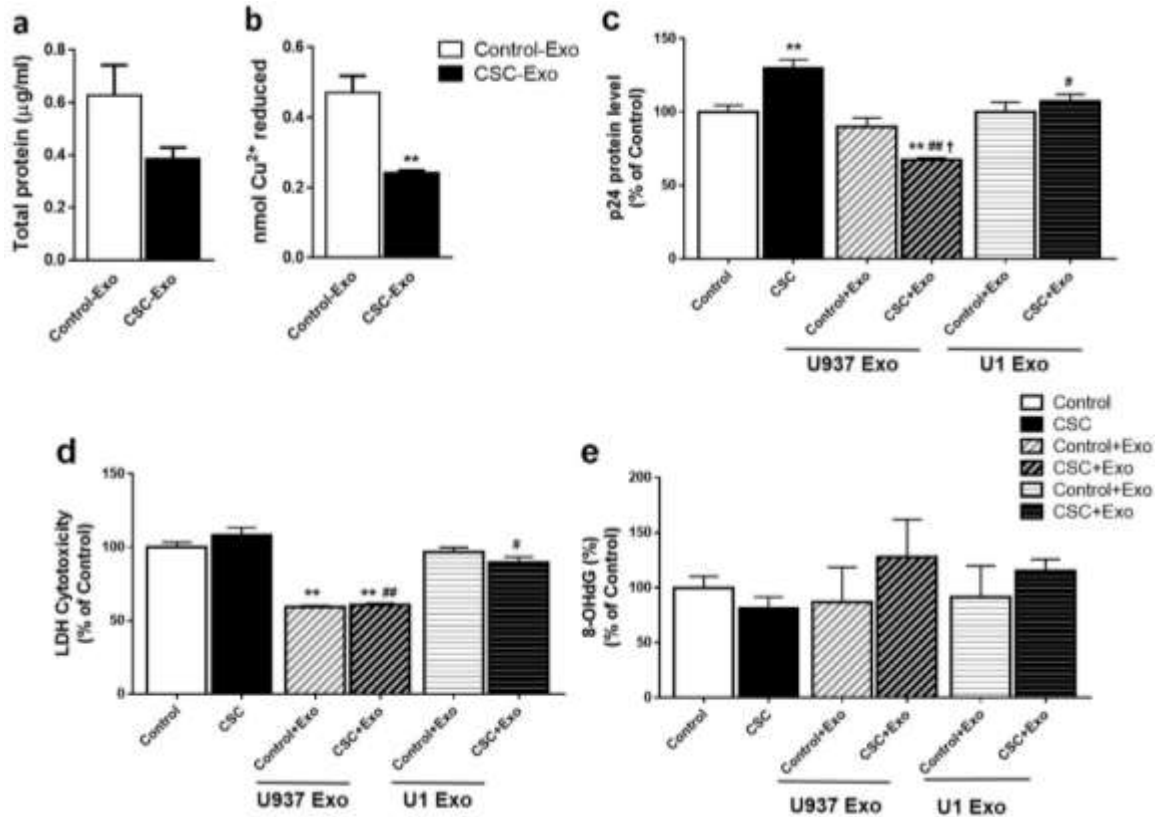 a
Total protein (µg/ml)
0.8
0.6
0.4
0.2
0.0
Control-Exo
CSC-Exo
b
nmol Cu²⁺ reduced
0.6
0.4
0.2
0.0
**
Control-Exo
CSC-Exo
Control-Exo
CSC-Exo
c
p24 protein level
(% of Control)
150
100
50
0
**
** ## †
#
Control
CSC
Control+Exo
CSC+Exo
Control+Exo
CSC+Exo
U937 Exo
U1 Exo
d
LDH Cytotoxicity
(% of Control)
150
100
50
0
**
** ##
#
Control
CSC
Control+Exo
CSC+Exo
Control+Exo
CSC+Exo
U937 Exo
U1 Exo
e
8-OHdG (%)
(% of Control)
200
150
100
50
0
Control
CSC
Control+Exo
CSC+Exo
Control+Exo
CSC+Exo
Control
CSC
Control+Exo
CSC+Exo
Control+Exo
CSC+Exo
U937 Exo
U1 Exo